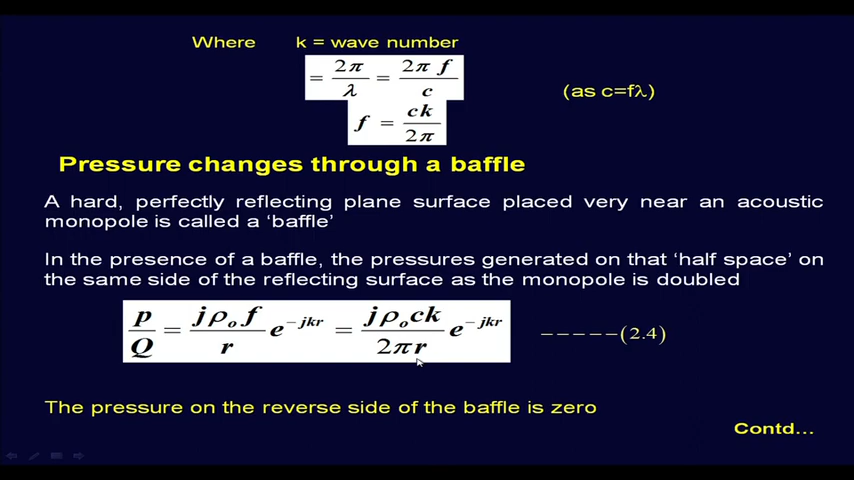 Where k = wave number
= 2π/λ = 2π f/c (as c=fλ)
f = ck/2π
Pressure changes through a baffle
A hard, perfectly reflecting plane surface placed very near an acoustic
monopole is called a ‘baffle’
In the presence of a baffle, the pressures generated on that ‘half space’ on
the same side of the reflecting surface as the monopole is doubled
p/Q = jρₒf/r e^(−jkr) = jρₒck/2πr e^(−jkr) −−−−−(2.4)
The pressure on the reverse side of the baffle is zero
Contd...